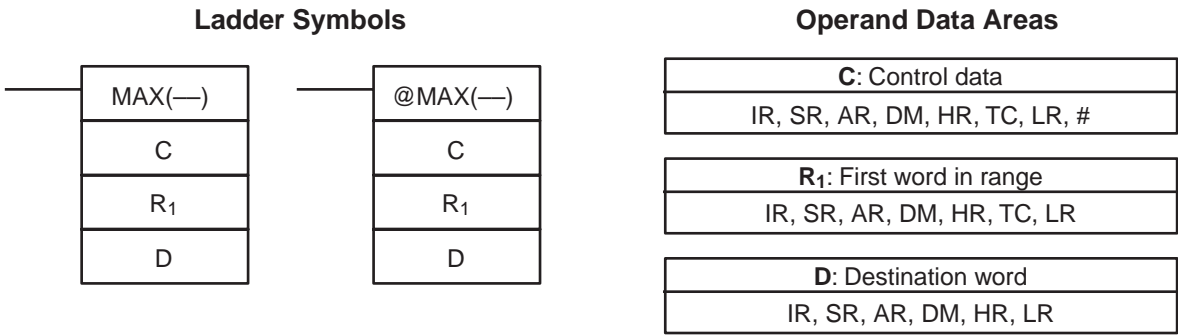 Ladder Symbols
MAX(—)
C
R1
D
@MAX(—)
C
R1
D
Operand Data Areas
C: Control data
IR, SR, AR, DM, HR, TC, LR, #
R1: First word in range
IR, SR, AR, DM, HR, TC, LR
D: Destination word
IR, SR, AR, DM, HR, LR